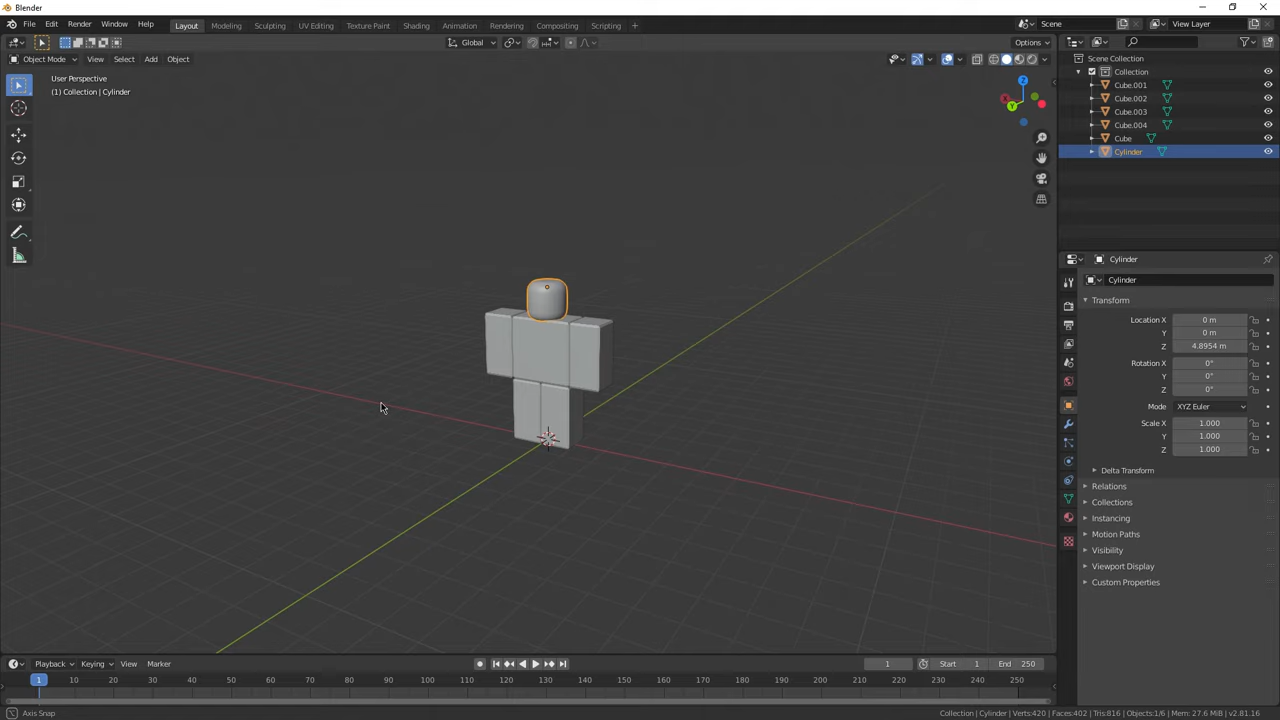 Blender
File Edit Render Window Help Layout Modeling Sculpting UV Editing Texture Paint Shading Animation Rendering Compositing Scripting + Scene View Layer
Global Options
Object Mode View Select Add Object
User Perspective
(1) Collection | Cylinder
Z
Y
Scene Collection
Collection
Cube.001
Cube.002
Cube.003
Cube.004
Cube
Cylinder
Cylinder
Cylinder
Transform
Location X 0 m
Y 0 m
Z 4.8954 m
Rotation X 0°
Y 0°
Z 0°
Mode XYZ Euler
Scale X 1.000
Y 1.000
Z 1.000
Delta Transform
Relations
Collections
Instancing
Motion Paths
Visibility
Viewport Display
Custom Properties
Playback Keying View Marker 1 Start 1 End 250
1 10 20 30 40 50 60 70 80 90 100 110 120 130 140 150 160 170 180 190 200 210 220 230 240 250
Axis Snap Collection | Cylinder | Verts:420 | Faces:402 | Tris:816 | Objects:1/6 | Mem: 27.6 MiB | v2.81.16